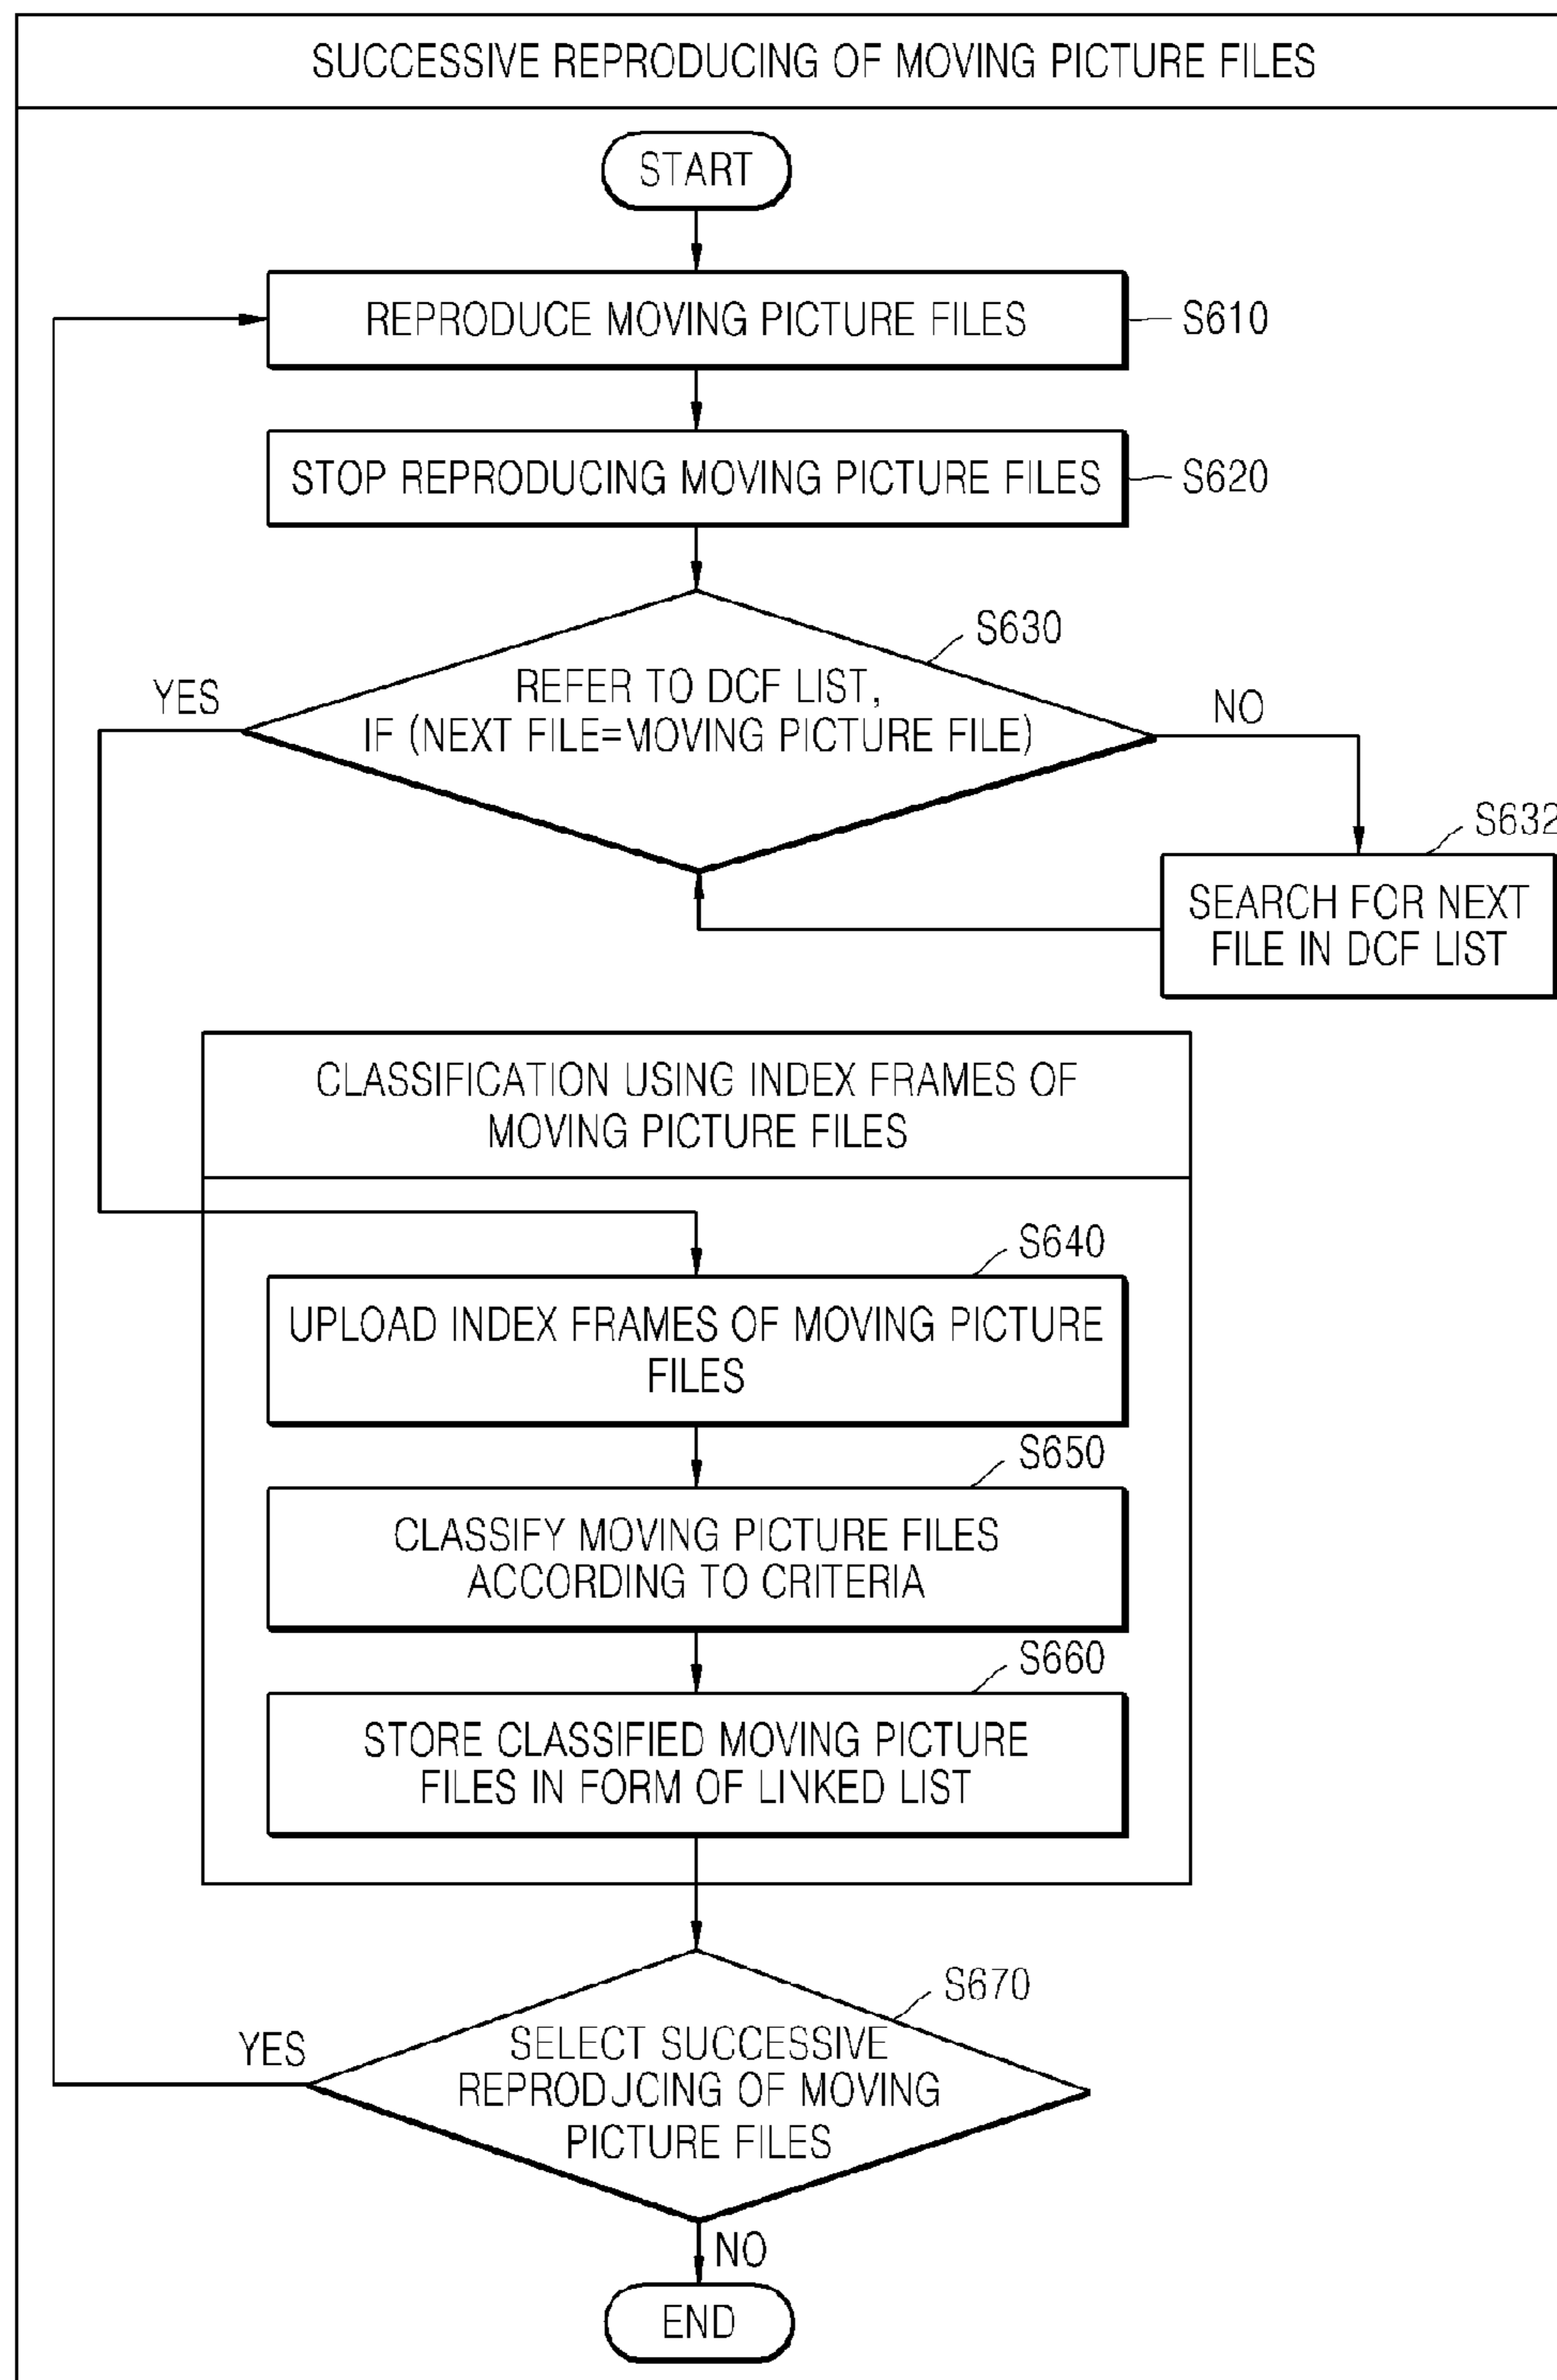 SUCCESSIVE REPRODUCING OF MOVING PICTURE FILES
START
REPRODUCE MOVING PICTURE FILES
S610
STOP REPRODUCING MOVING PICTURE FILES
S620
S630
REFER TO DCF LIST,
IF (NEXT FILE=MOVING PICTURE FILE)
YES
NO
S632
SEARCH FOR NEXT
FILE IN DCF LIST
CLASSIFICATION USING INDEX FRAMES OF
MOVING PICTURE FILES
S640
UPLOAD INDEX FRAMES OF MOVING PICTURE
FILES
S650
CLASSIFY MOVING PICTURE FILES
ACCORDING TO CRITERIA
S660
STORE CLASSIFIED MOVING PICTURE
FILES IN FORM OF LINKED LIST
S670
SELECT SUCCESSIVE
REPRODUCING OF MOVING
PICTURE FILES
YES
NO
END